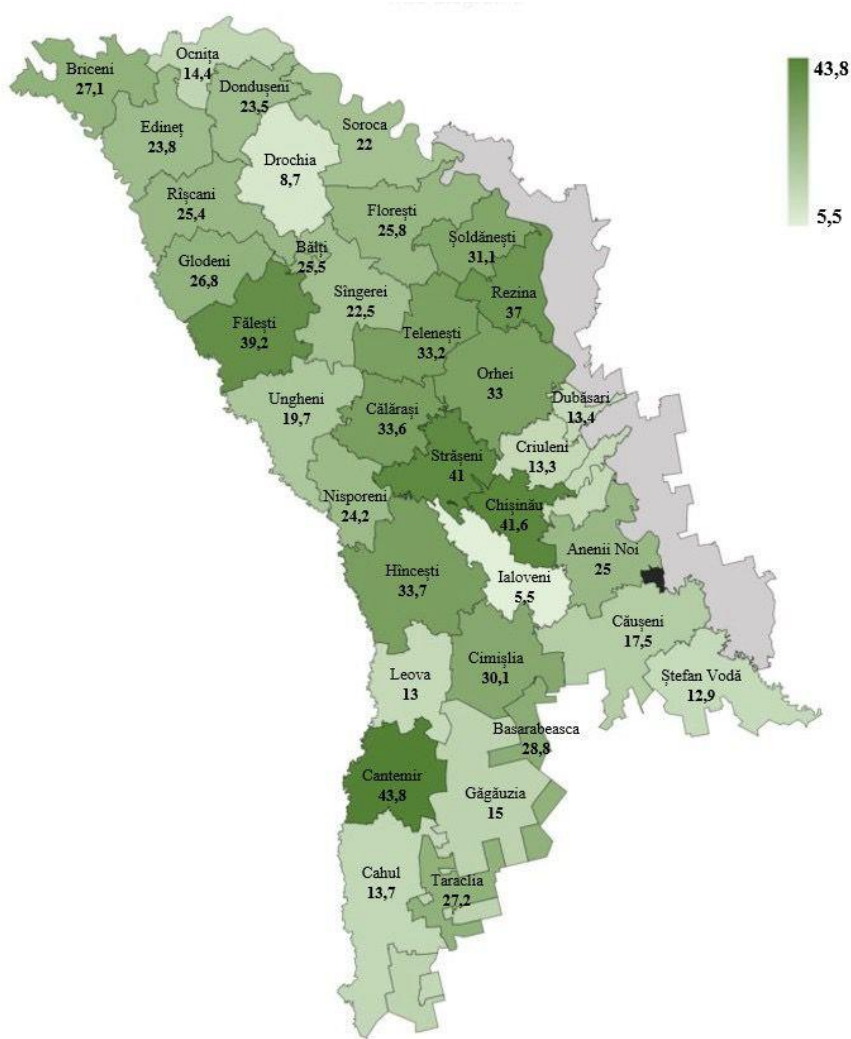 Ocnița
14,4
Briceni
27,1
Dondușeni
23,5
Edineț
23,8
Soroca
22
Drochia
8,7
Rîșcani
25,4
Florești
25,8
Șoldănești
31,1
Bălți
25,5
Glodeni
26,8
Sîngerei
22,5
Rezina
37
Fălești
39,2
Telenești
33,2
Orhei
33
Ungheni
19,7
Călărași
33,6
Dubăsari
13,4
Criuleni
13,3
Strășeni
41
Nisporeni
24,2
Chișinău
41,6
Anenii Noi
25
Hîncești
33,7
Ialoveni
5,5
Căușeni
17,5
Leova
13
Cimișlia
30,1
Ștefan Vodă
12,9
Basarabeasca
28,8
Cantemir
43,8
Găgăuzia
15
Cahul
13,7
Taraclia
27,2
43,8
5,5